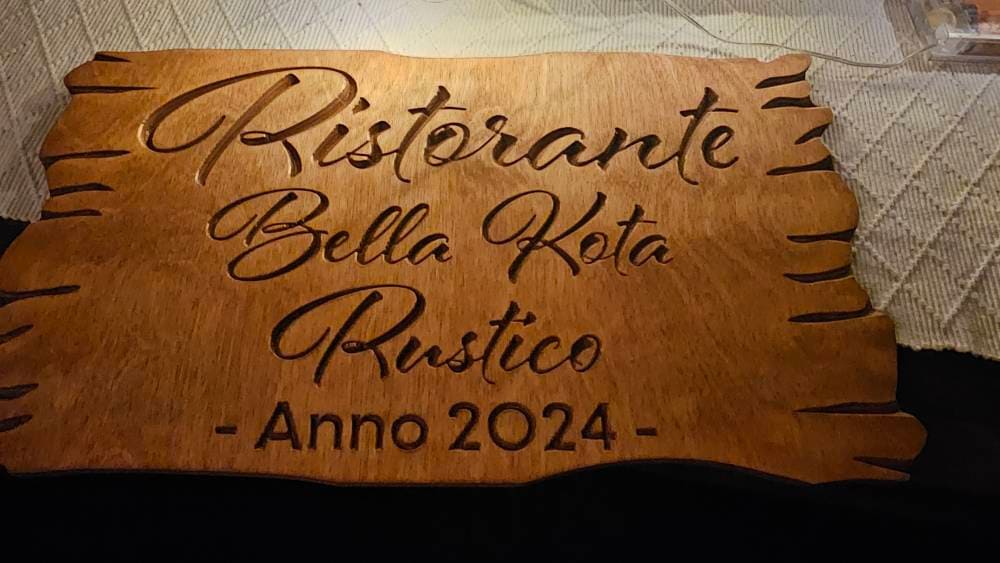 Ristorante
Bella Kota
Rustico
- Anno 2024 -